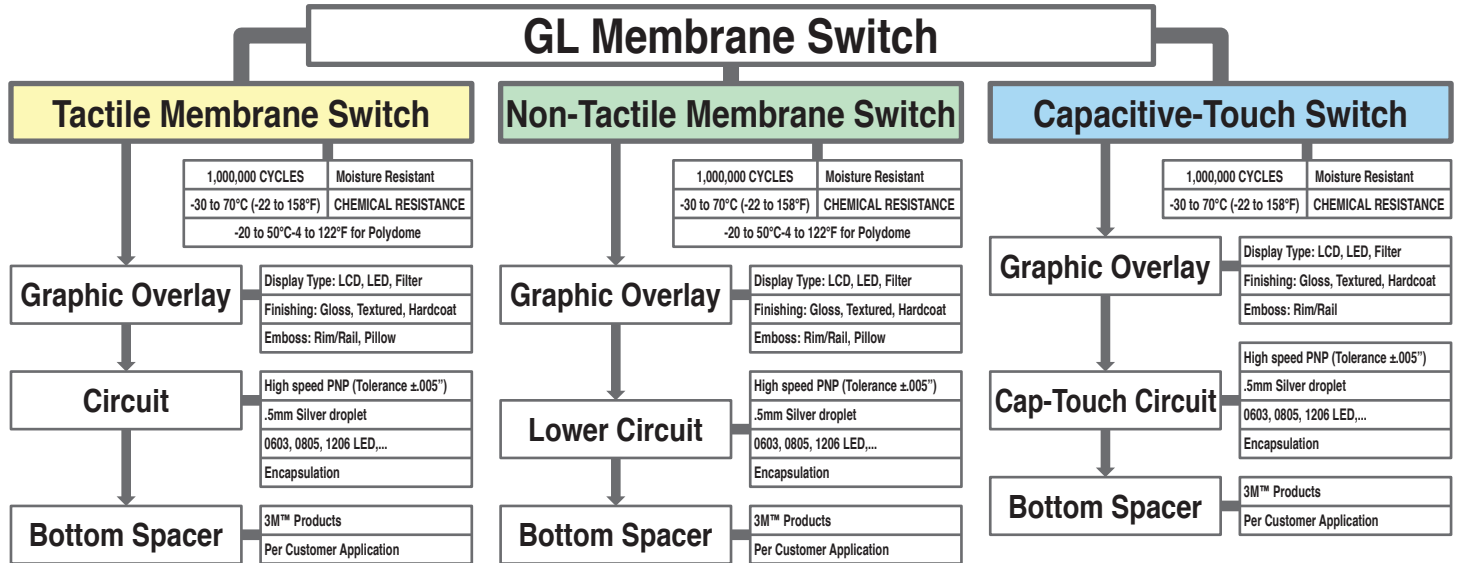 GL Membrane Switch
Tactile Membrane Switch
1,000,000 CYCLES
Moisture Resistant
-30 to 70°C (-22 to 158°F)
CHEMICAL RESISTANCE
-20 to 50°C-4 to 122°F for Polydome
Graphic Overlay
Display Type: LCD, LED, Filter
Finishing: Gloss, Textured, Hardcoat
Emboss: Rim/Rail, Pillow
Circuit
High speed PNP (Tolerance ±.005”)
.5mm Silver droplet
0603, 0805, 1206 LED,...
Encapsulation
Bottom Spacer
3M™ Products
Per Customer Application
Non-Tactile Membrane Switch
1,000,000 CYCLES
Moisture Resistant
-30 to 70°C (-22 to 158°F)
CHEMICAL RESISTANCE
-20 to 50°C-4 to 122°F for Polydome
Graphic Overlay
Display Type: LCD, LED, Filter
Finishing: Gloss, Textured, Hardcoat
Emboss: Rim/Rail, Pillow
Lower Circuit
High speed PNP (Tolerance ±.005”)
.5mm Silver droplet
0603, 0805, 1206 LED,...
Encapsulation
Bottom Spacer
3M™ Products
Per Customer Application
Capacitive-Touch Switch
1,000,000 CYCLES
Moisture Resistant
-30 to 70°C (-22 to 158°F)
CHEMICAL RESISTANCE
Graphic Overlay
Display Type: LCD, LED, Filter
Finishing: Gloss, Textured, Hardcoat
Emboss: Rim/Rail
Cap-Touch Circuit
High speed PNP (Tolerance ±.005”)
.5mm Silver droplet
0603, 0805, 1206 LED,...
Encapsulation
Bottom Spacer
3M™ Products
Per Customer Application